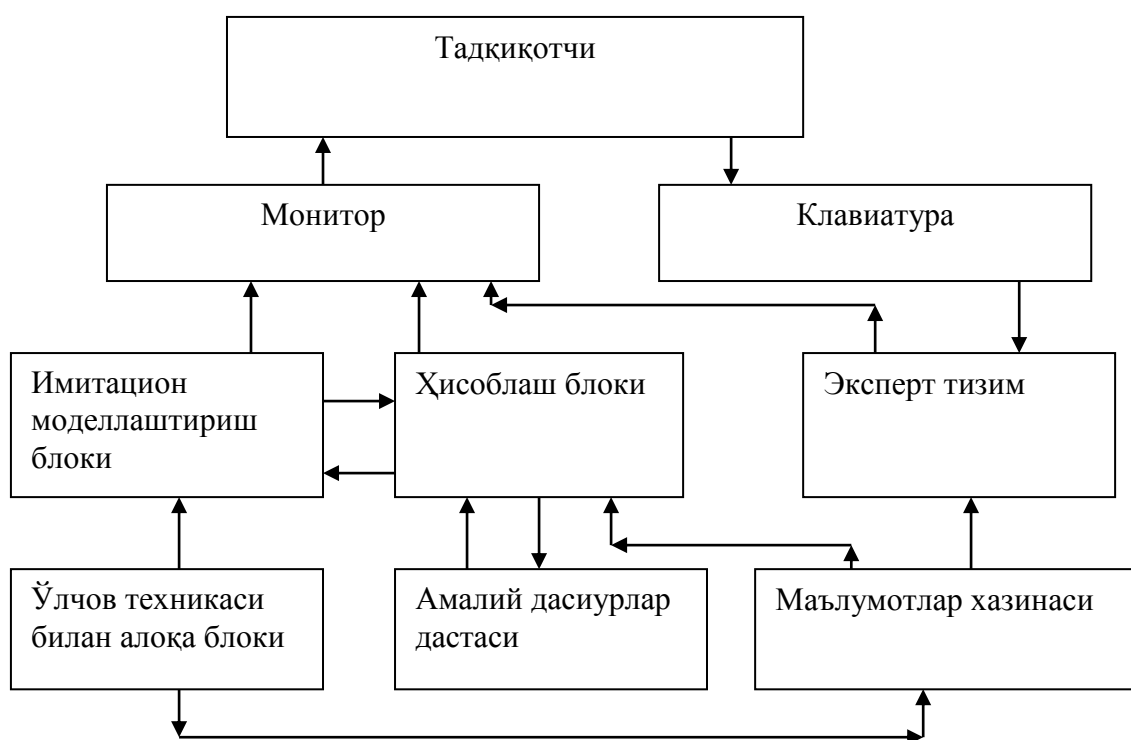 Тадқиқотчи
Монитор
Клавиатура
Имитацион
моделлаштириш
блоки
Ҳисоблаш блоки
Эксперт тизим
Ўлчов техникаси
билан алоқа блоки
Амалий дасиурлар
дастаси
Маълумотлар хазинаси